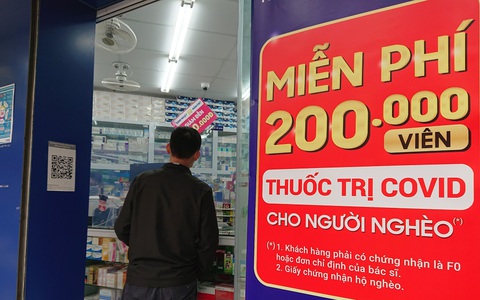 MIỄN PHÍ
200.000
VIÊN
THUỐC TRỊ COVID
CHO NGƯỜI NGHÈO(*)
(*) 1. Khách hàng phải có chứng nhận là F0
hoặc đơn chỉ định của bác sĩ.
2. Giấy chứng nhận hộ nghèo.